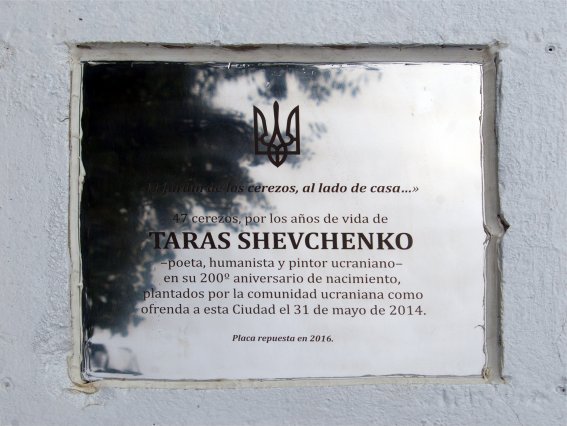 «El jardín de los cerezos, al lado de casa…»
47 cerezos, por los años de vida de
TARAS SHEVCHENKO
–poeta, humanista y pintor ucraniano–
en su 200º aniversario de nacimiento,
plantados por la comunidad ucraniana como
ofrenda a esta Ciudad el 31 de mayo de 2014.
Placa repuesta en 2016.